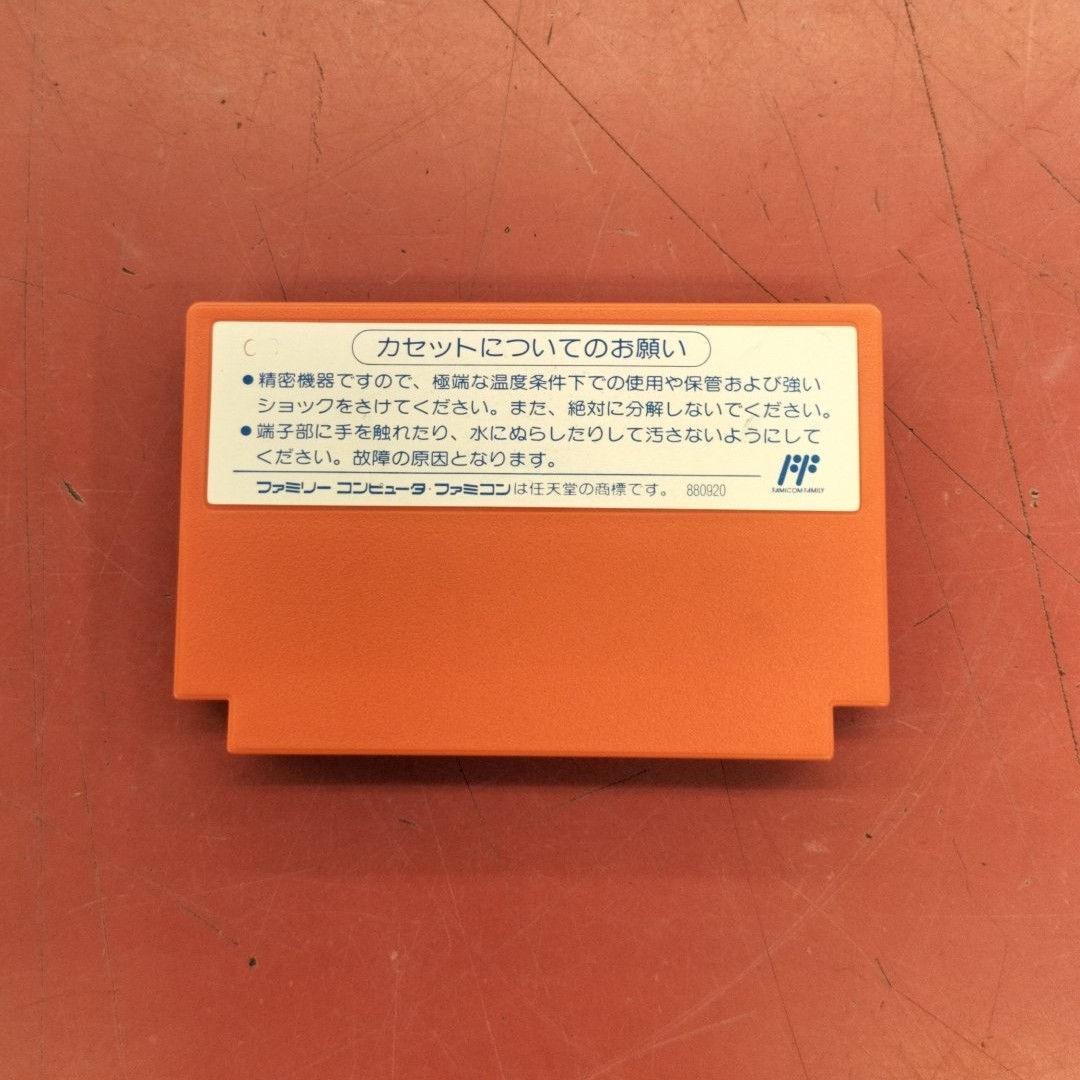 カセットについてのお願い
●精密機器ですので、極端な温度条件下での使用や保管および強い
ショックをさけてください。また、絶対に分解しないでください。
●端子部に手を触れたり、水にぬらしたりして汚さないようにして
ください。故障の原因となります。
ファミリーコンピュータ・ファミコンは任天堂の商標です。 880920
FAMICOM FAMILY